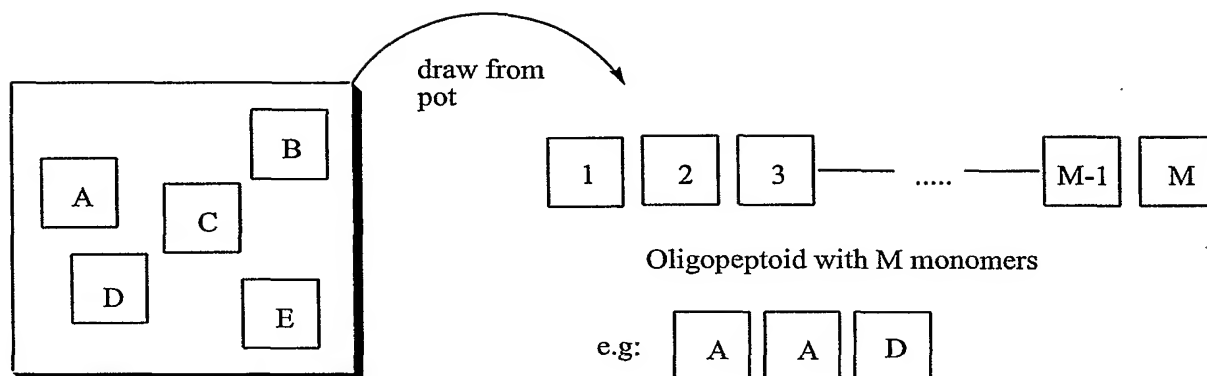 draw from
pot
A
B
C
D
E
1 2 3 ..... M-1 M
Oligopeptoid with M monomers
e.g: A A D